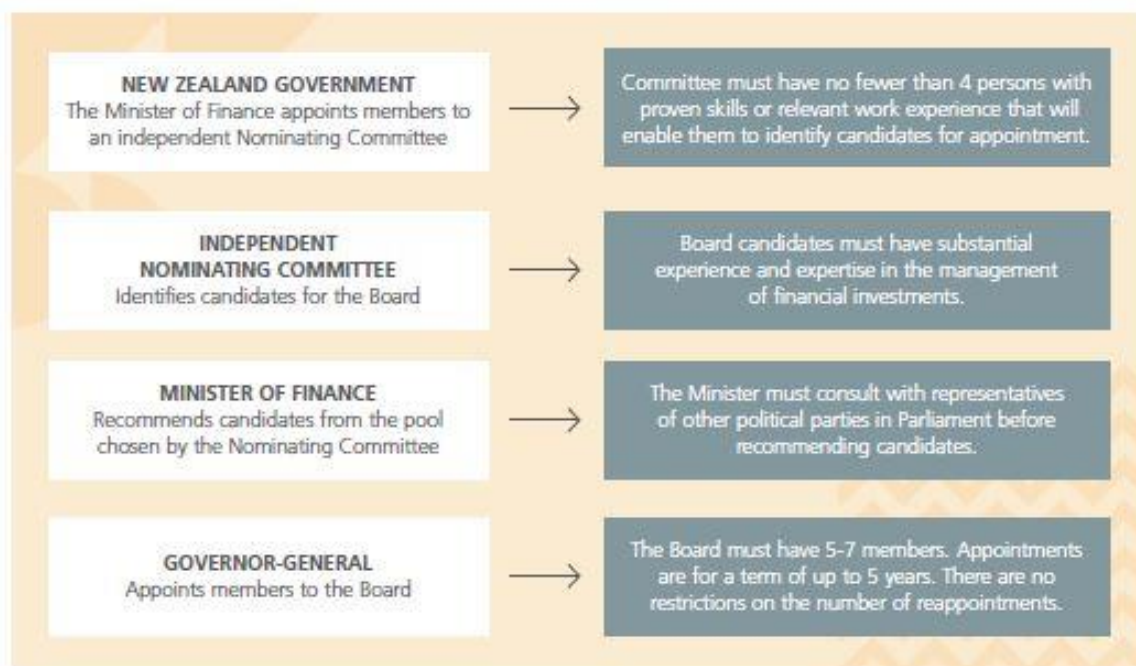 NEW ZEALAND GOVERNMENT
The Minister of Finance appoints members to
an independent Nominating Committee
Committee must have no fewer than 4 persons with
proven skills or relevant work experience that will
enable them to identify candidates for appointment.
INDEPENDENT
NOMINATING COMMITTEE
Identifies candidates for the Board
Board candidates must have substantial
experience and expertise in the management
of financial investments.
MINISTER OF FINANCE
Recommends candidates from the pool
chosen by the Nominating Committee
The Minister must consult with representatives
of other political parties in Parliament before
recommending candidates.
GOVERNOR-GENERAL
Appoints members to the Board
The Board must have 5-7 members. Appointments
are for a term of up to 5 years. There are no
restrictions on the number of reappointments.